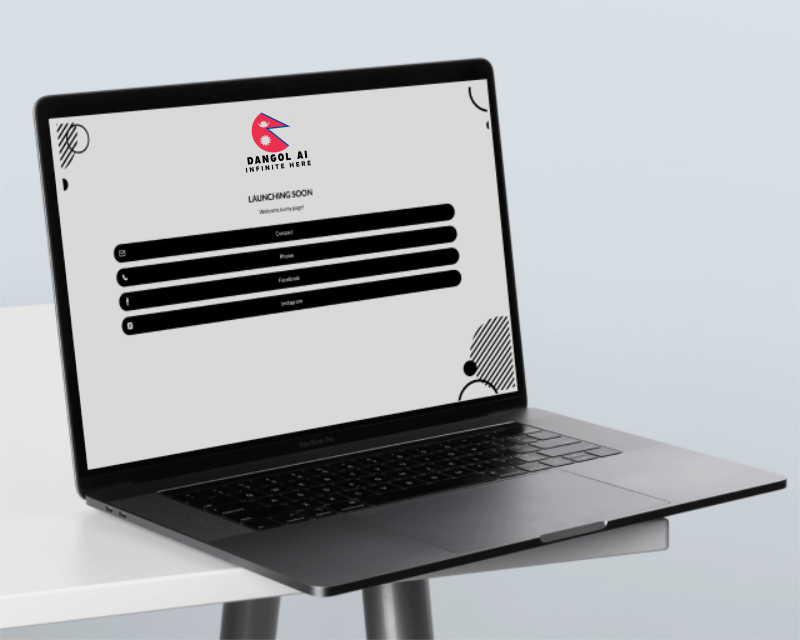 DANGOL AI
INFINITE HERE
LAUNCHING SOON
Welcome to my page!
Contact
Phone
Facebook
Instagram
MacBook Pro